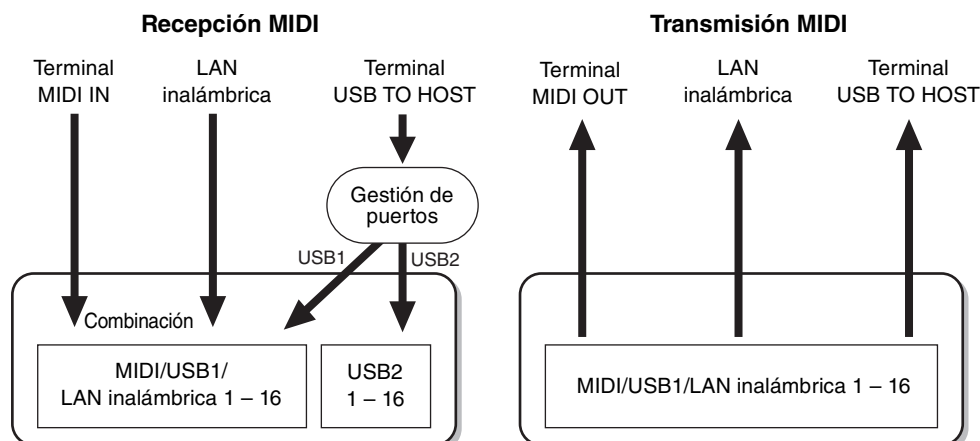 Recepción MIDI
Terminal
MIDI IN
LAN
inalámbrica
Terminal
USB TO HOST
Gestión de
puertos
USB1
USB2
Combinación
MIDI/USB1/
LAN inalámbrica 1 – 16
USB2
1 – 16
Transmisión MIDI
Terminal
MIDI OUT
LAN
inalámbrica
Terminal
USB TO HOST
MIDI/USB1/LAN inalámbrica 1 – 16